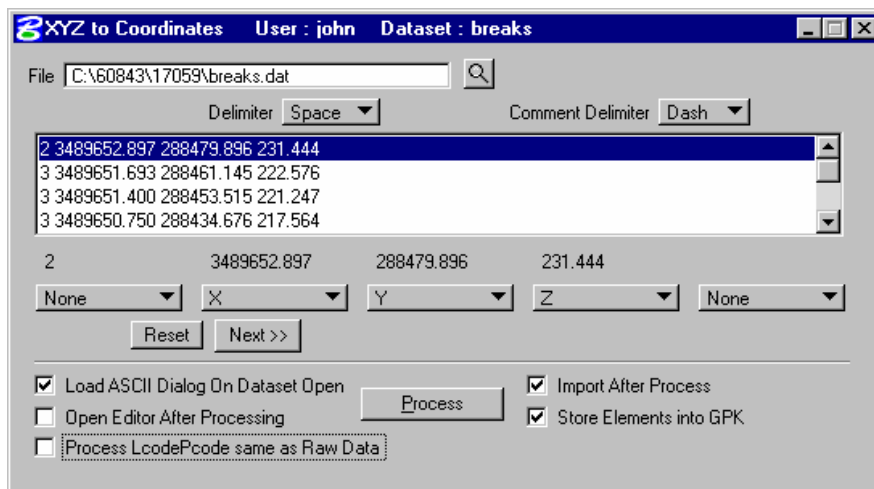 XYZ to Coordinates User : john Dataset : breaks
File C:\60843\17059\breaks.dat
Delimiter Space Comment Delimiter Dash
2 3489652.897 288479.896 231.444
3 3489651.693 288461.145 222.576
3 3489651.400 288453.515 221.247
3 3489650.750 288434.676 217.564
2 3489652.897 288479.896 231.444
None X Y Z None
Reset Next >>
Load ASCII Dialog On Dataset Open Process Import After Process
Open Editor After Processing Store Elements into GPK
Process LcodePcode same as Raw Data